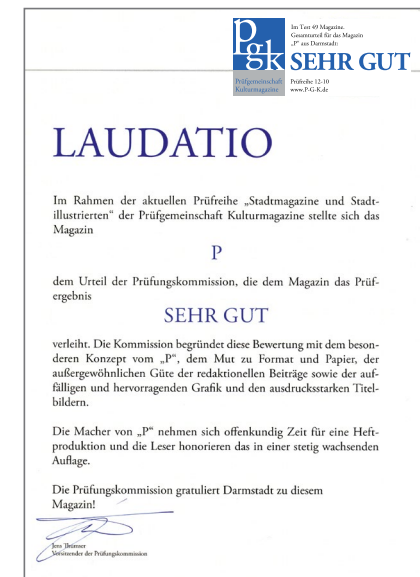 pgk
Prüfgemeinschaft
Kulturmagazine
Im Test 49 Magazine.
Gesamturteil für das Magazin
„P“ aus Darmstadt:
SEHR GUT
Prüfreihe 12-10
www.P-G-K.de
LAUDATIO
Im Rahmen der aktuellen Prüfreihe „Stadtmagazine und Stadt-
illustrierten“ der Prüfgemeinschaft Kulturmagazine stellte sich das
Magazin
P
dem Urteil der Prüfungskommission, die dem Magazin das Prüf-
ergebnis
SEHR GUT
verleiht. Die Kommission begründet diese Bewertung mit dem beson-
deren Konzept vom „P“, dem Mut zu Format und Papier, der
außergewöhnlichen Güte der redaktionellen Beiträge sowie der auf-
fälligen und hervorragenden Grafik und den ausdrucksstarken Titel-
bildern.
Die Macher von „P“ nehmen sich offenkundig Zeit für eine Heft-
produktion und die Leser honorieren das in einer stetig wachsenden
Auflage.
Die Prüfungskommission gratuliert Darmstadt zu diesem
Magazin!
Jens Thumser
Vorsitzender der Prüfungskommission